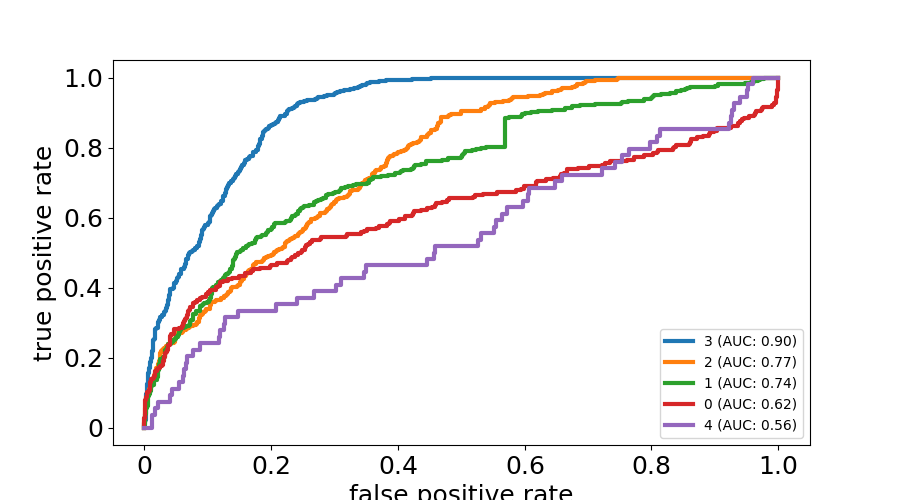 1.0
0.8
0.6
0.4
0.2
0
true positive rate
3 (AUC: 0.90)
2 (AUC: 0.77)
1 (AUC: 0.74)
0 (AUC: 0.62)
4 (AUC: 0.56)
0 0.2 0.4 0.6 0.8 1.0
false positive rate